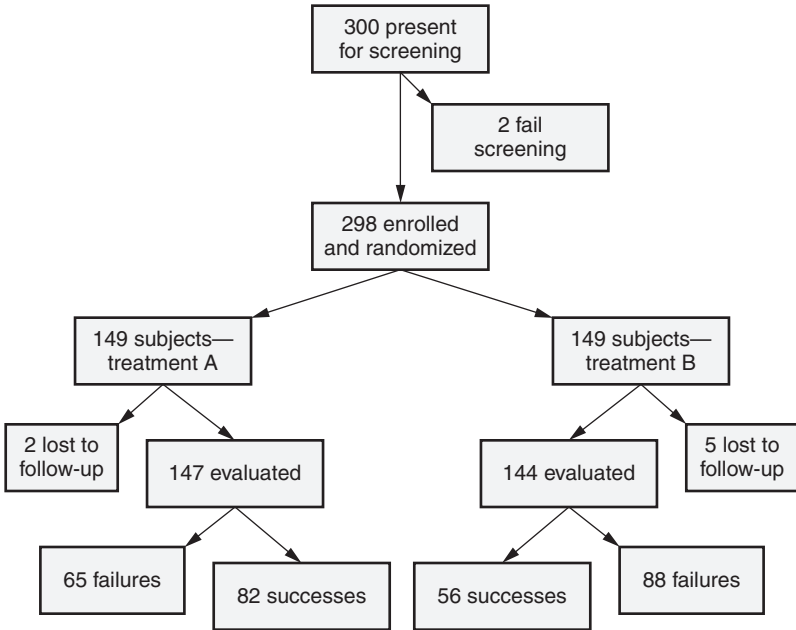 300 present
for screening
2 fail
screening
298 enrolled
and randomized
149 subjects—
treatment A
149 subjects—
treatment B
2 lost to
follow-up
147 evaluated
144 evaluated
5 lost to
follow-up
65 failures
82 successes
56 successes
88 failures